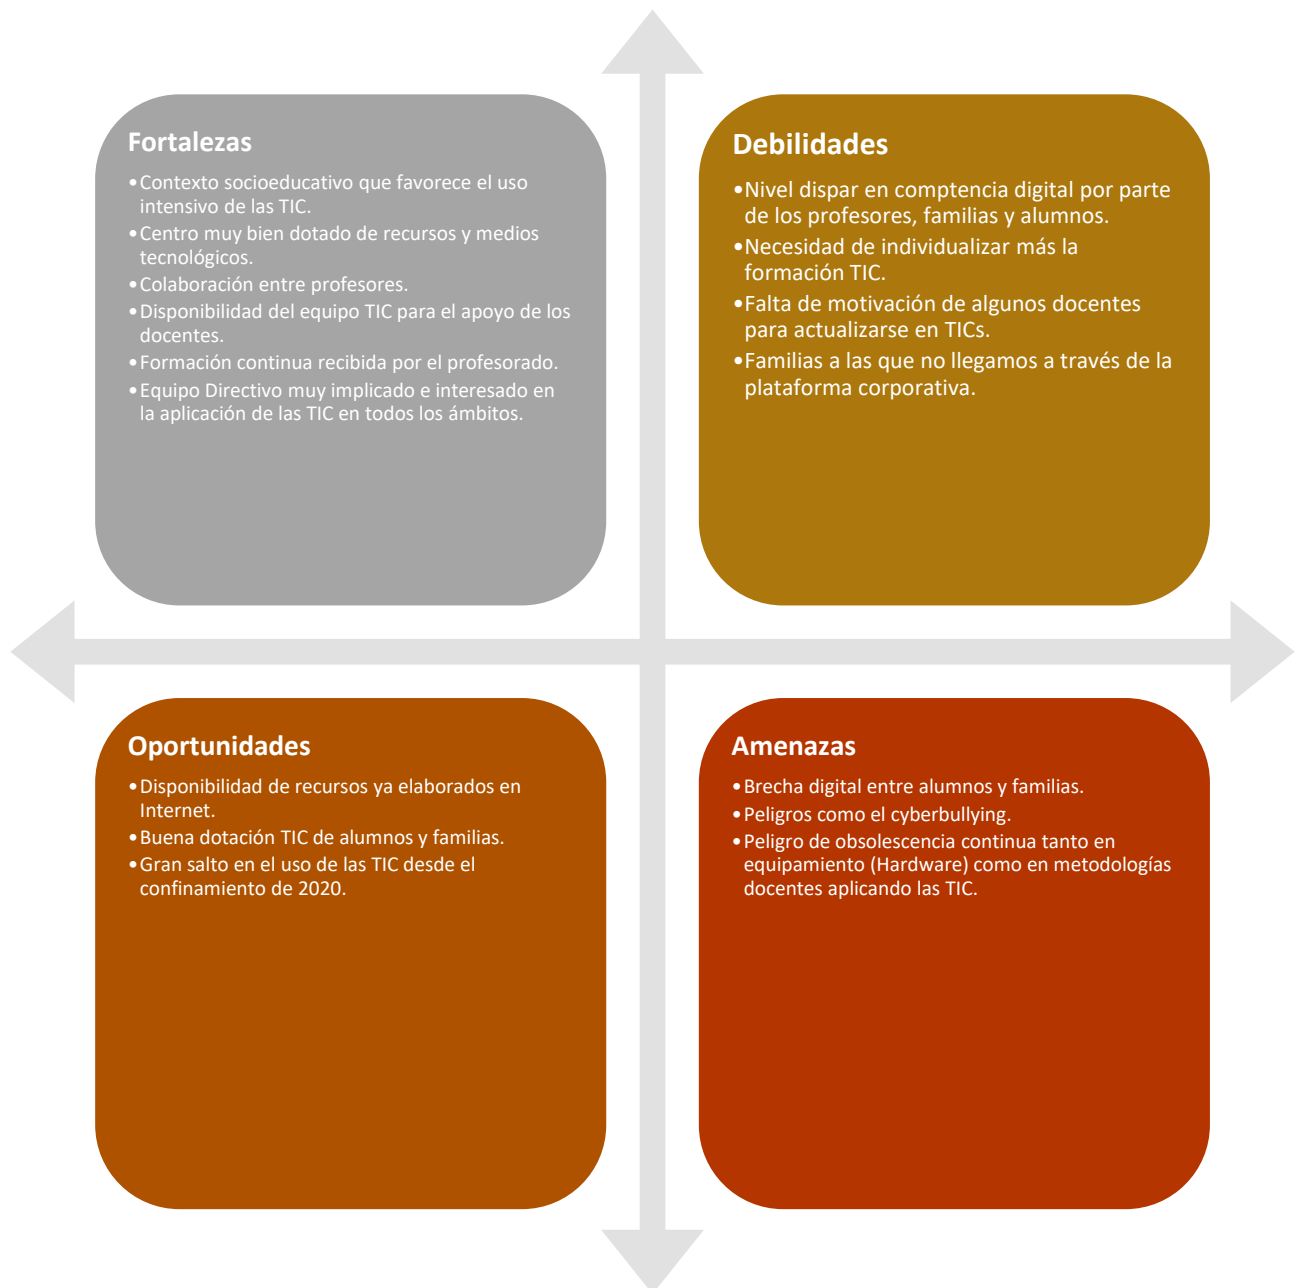 Fortalezas
•Contexto socioeducativo que favorece el uso
intensivo de las TIC.
•Centro muy bien dotado de recursos y medios
tecnológicos.
•Colaboración entre profesores.
•Disponibilidad del equipo TIC para el apoyo de los
docentes.
•Formación continua recibida por el profesorado.
•Equipo Directivo muy implicado e interesado en
la aplicación de las TIC en todos los ámbitos.
Debilidades
•Nivel dispar en comptencia digital por parte
de los profesores, familias y alumnos.
•Necesidad de individualizar más la
formación TIC.
•Falta de motivación de algunos docentes
para actualizarse en TICs.
•Familias a las que no llegamos a través de la
plataforma corporativa.
Oportunidades
•Disponibilidad de recursos ya elaborados en
Internet.
•Buena dotación TIC de alumnos y familias.
•Gran salto en el uso de las TIC desde el
confinamiento de 2020.
Amenazas
•Brecha digital entre alumnos y familias.
•Peligros como el cyberbullying.
•Peligro de obsolescencia continua tanto en
equipamiento (Hardware) como en metodologías
docentes aplicando las TIC.